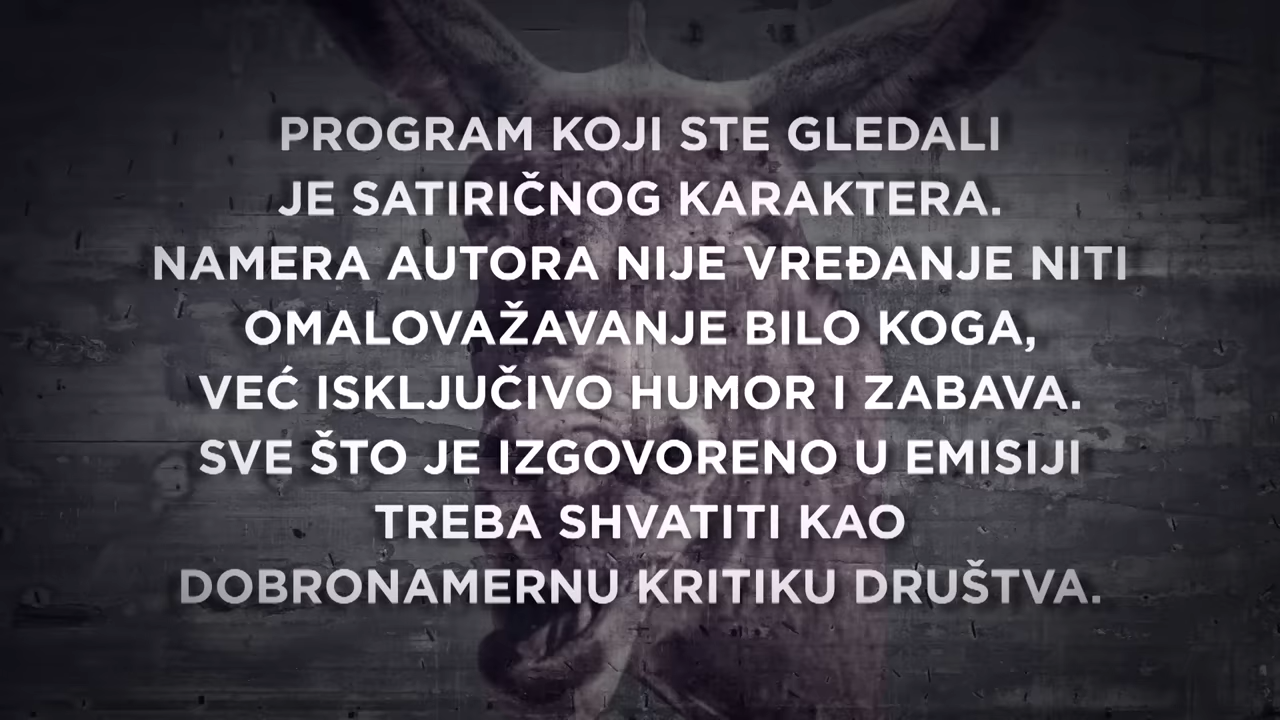 PROGRAM KOJI STE GLEDALI
JE SATIRIČNOG KARAKTERA.
NAMERA AUTORA NIJE VREĐANJE NITI
OMALOVAŽAVANJE BILO KOGA,
VEĆ ISKLJUČIVO HUMOR I ZABAVA.
SVE ŠTO JE IZGOVORENO U EMISIJI
TREBA SHVATITI KAO
DOBRONAMERNU KRITIKU DRUŠTVA.